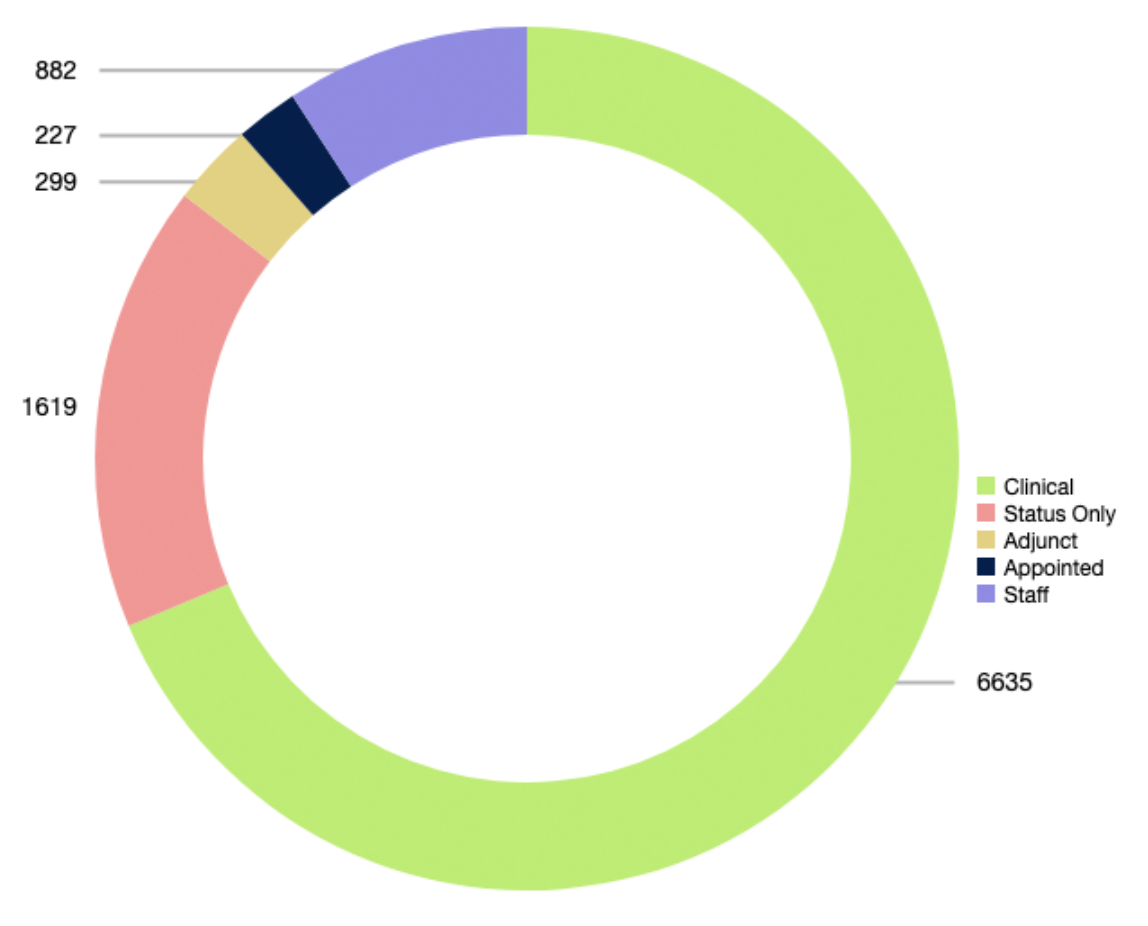 882
227
299
1619
Clinical
Status Only
Adjunct
Appointed
Staff
6635